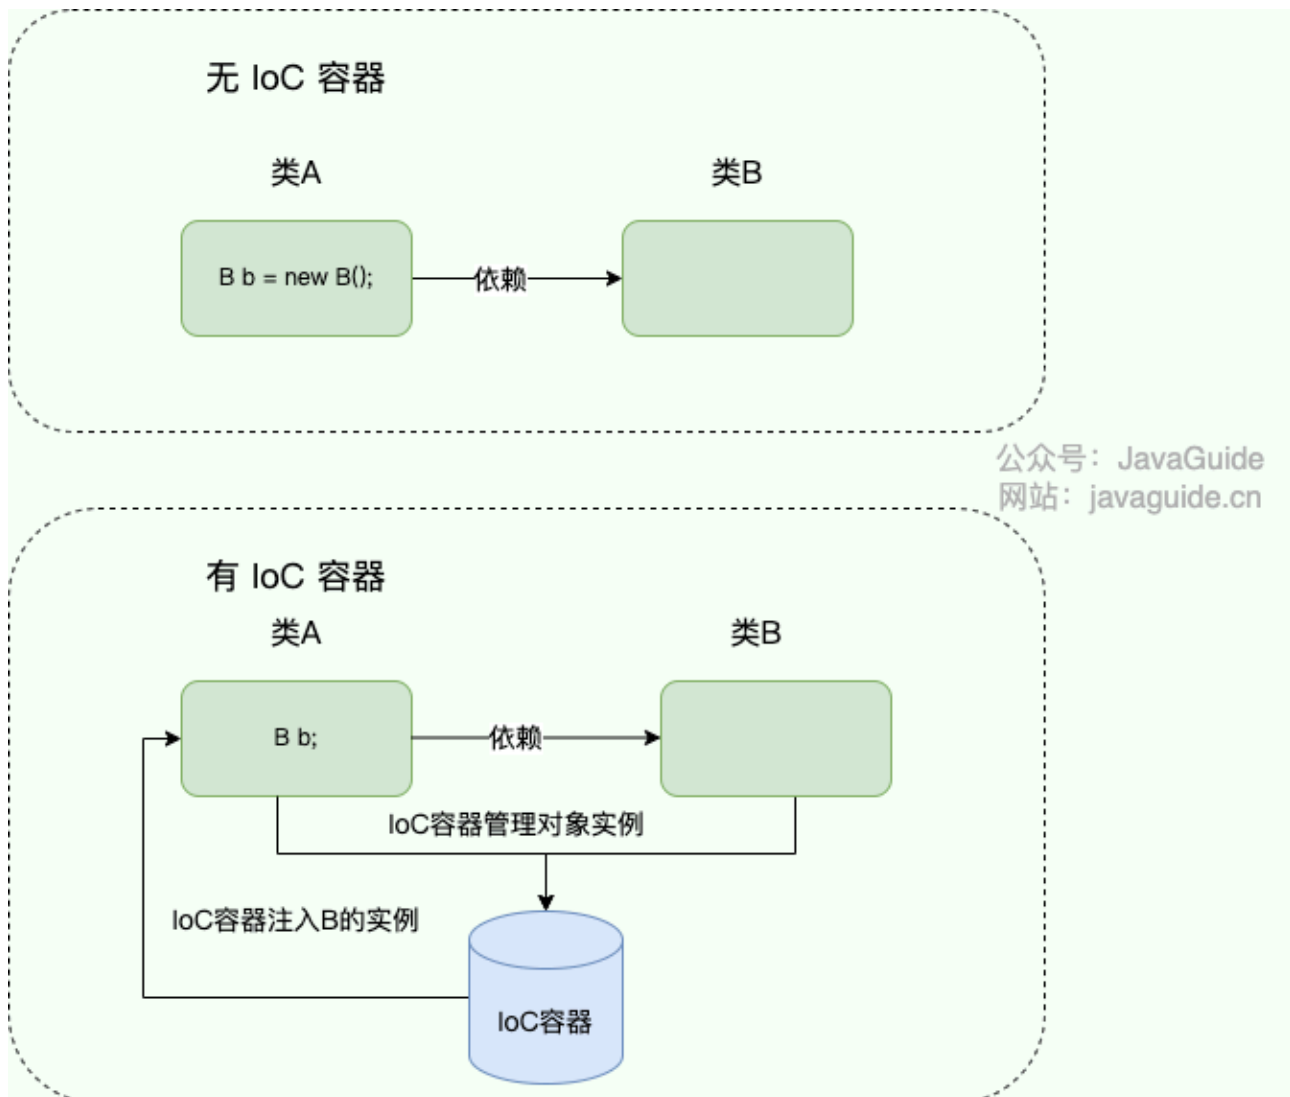 无 IoC 容器
类A
类B
B b = new B();
依赖
公众号：JavaGuide
网站：javaguide.cn
有 IoC 容器
类A
类B
B b;
依赖
IoC容器管理对象实例
IoC容器注入B的实例
IoC容器